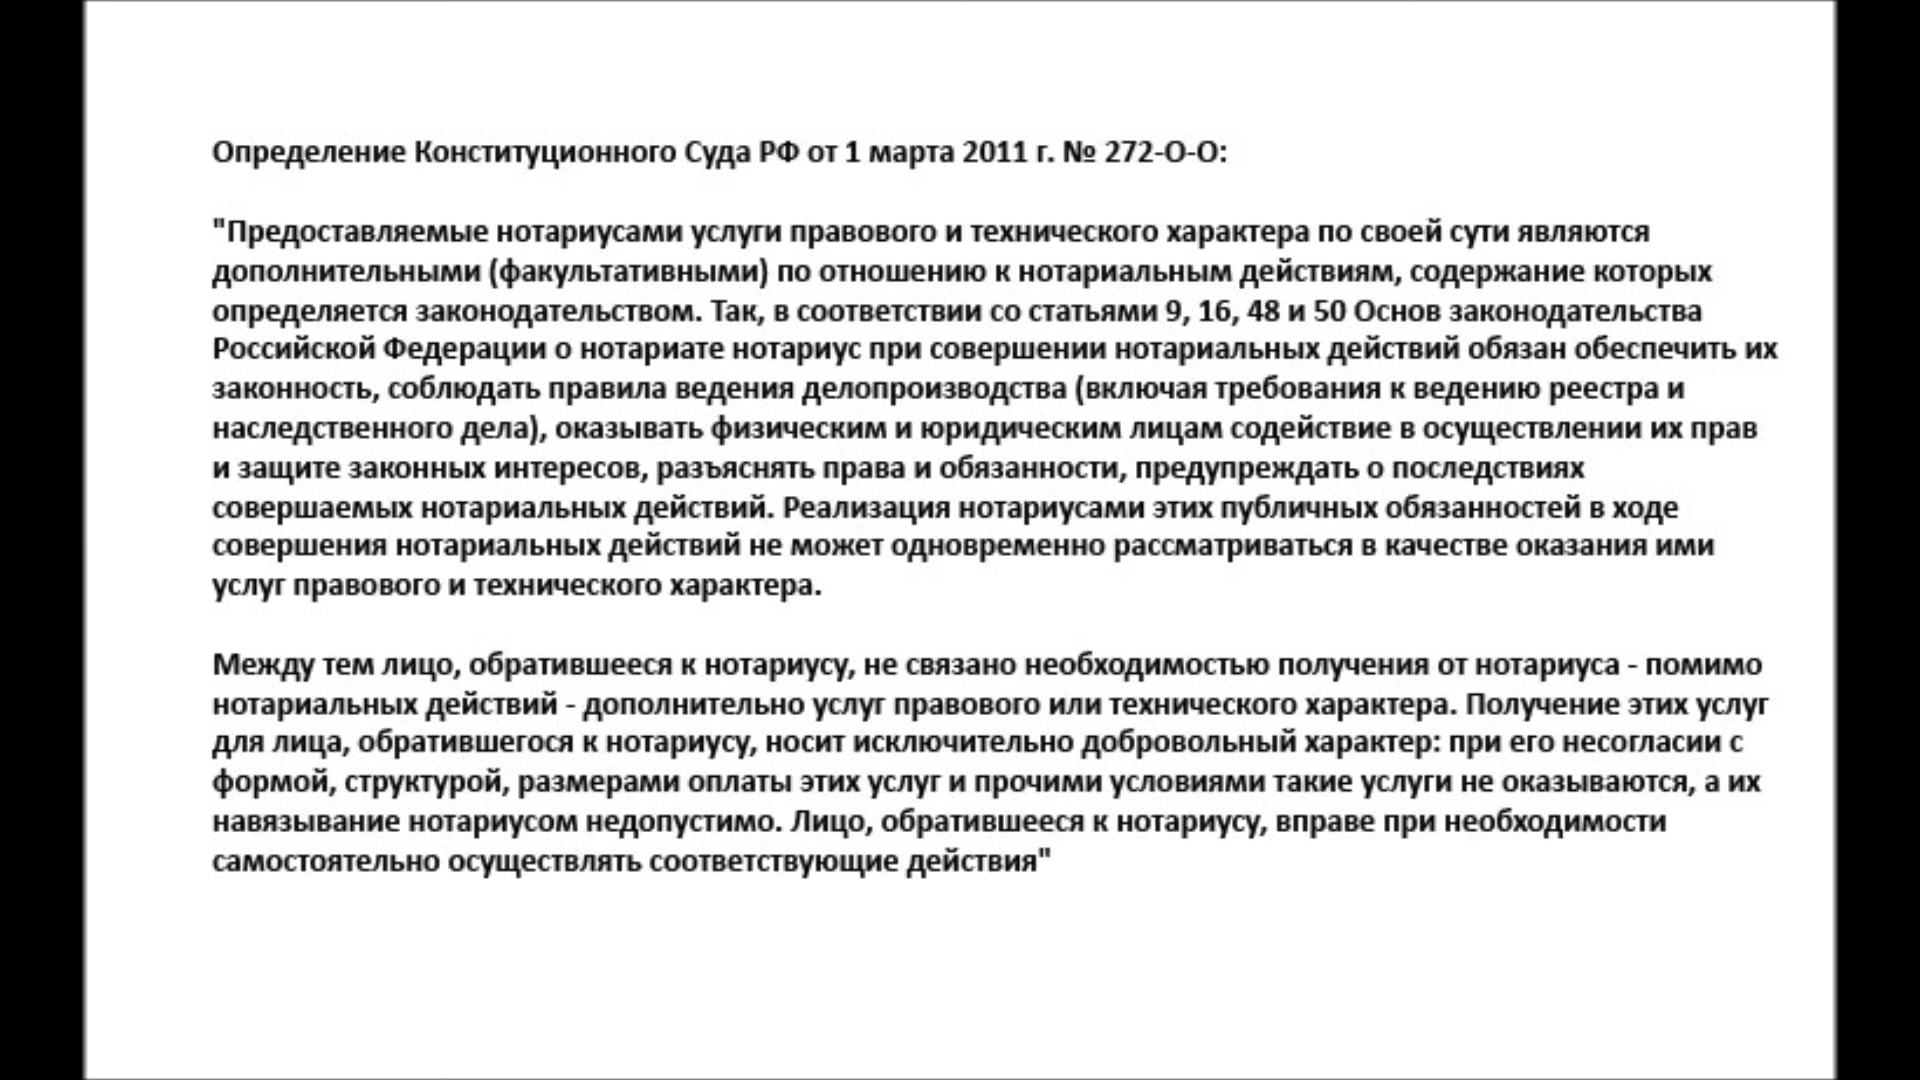 Определение Конституционного Суда РФ от 1 марта 2011 г. № 272-О-О:
"Предоставляемые нотариусами услуги правового и технического характера по своей сути являются
дополнительными (факультативными) по отношению к нотариальным действиям, содержание которых
определяется законодательством. Так, в соответствии со статьями 9, 16, 48 и 50 Основ законодательства
Российской Федерации о нотариате нотариус при совершении нотариальных действий обязан обеспечить их
законность, соблюдать правила ведения делопроизводства (включая требования к ведению реестра и
наследственного дела), оказывать физическим и юридическим лицам содействие в осуществлении их прав
и защите законных интересов, разъяснять права и обязанности, предупреждать о последствиях
совершаемых нотариальных действий. Реализация нотариусами этих публичных обязанностей в ходе
совершения нотариальных действий не может одновременно рассматриваться в качестве оказания ими
услуг правового и технического характера.
Между тем лицо, обратившееся к нотариусу, не связано необходимостью получения от нотариуса - помимо
нотариальных действий - дополнительно услуг правового или технического характера. Получение этих услуг
для лица, обратившегося к нотариусу, носит исключительно добровольный характер: при его несогласии с
формой, структурой, размерами оплаты этих услуг и прочими условиями такие услуги не оказываются, а их
навязывание нотариусом недопустимо. Лицо, обратившееся к нотариусу, вправе при необходимости
самостоятельно осуществлять соответствующие действия"